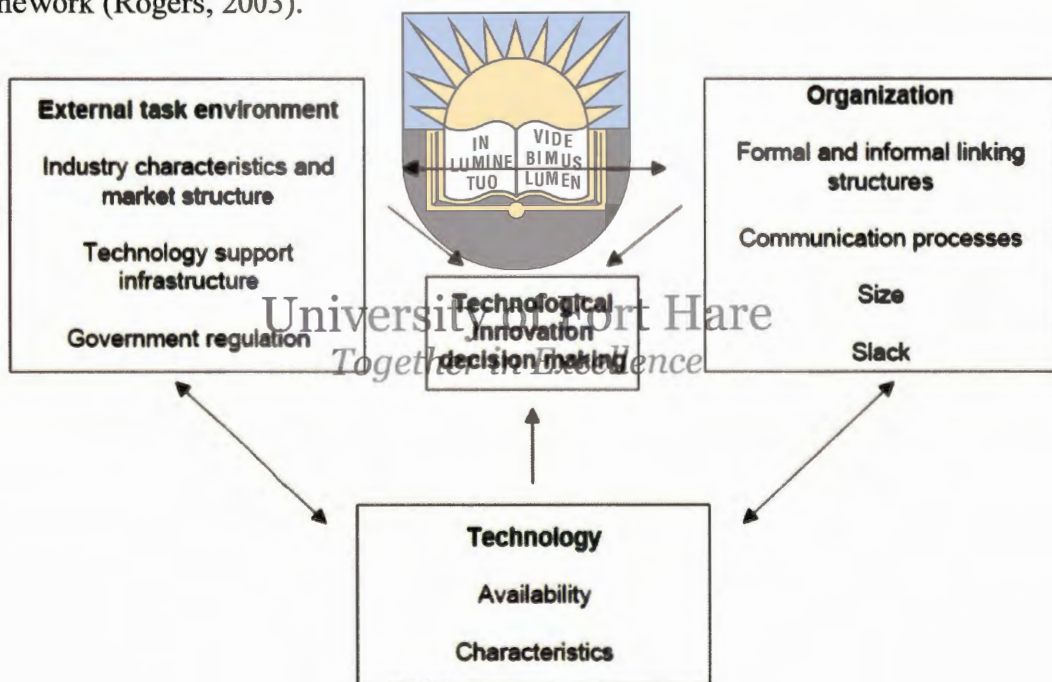 nework (Rogers, 2003).
External task environment
Industry characteristics and
market structure
Technology support
infrastructure
Government regulation
IN
LUMINE
TUO
VIDE
BIMUS
LUMEN
Organization
Formal and informal linking
structures
Communication processes
Size
Slack
Technological
Innovation
decision making
University of Fort Hare
Together in Excellence
Technology
Availability
Characteristics